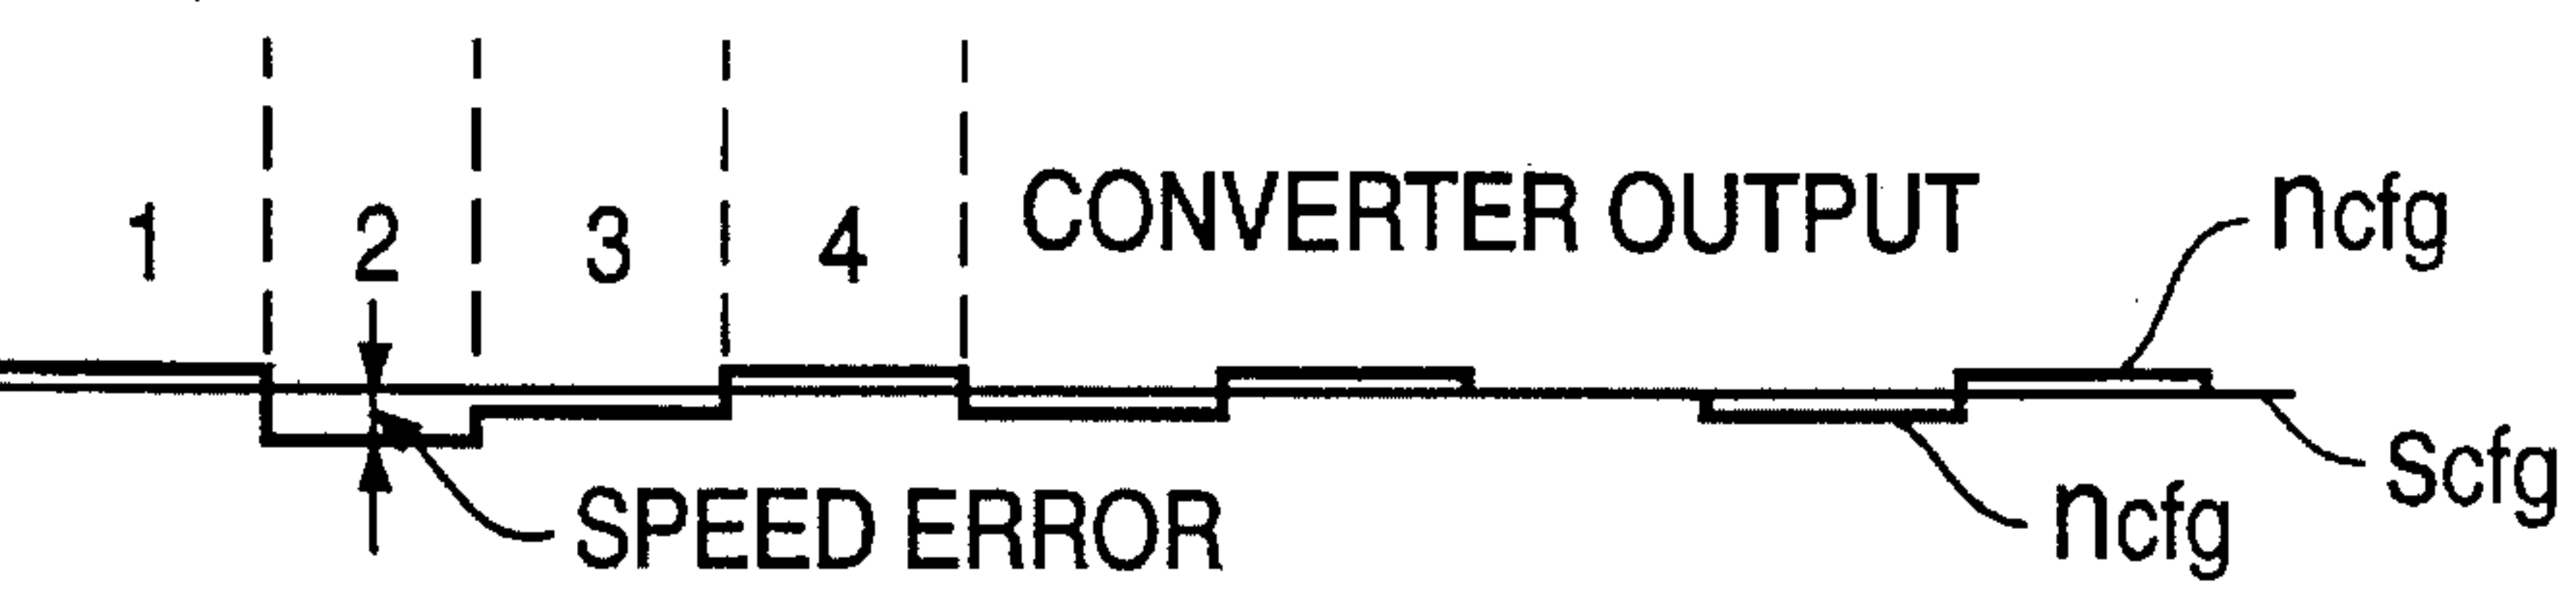 1 2 3 4 CONVERTER OUTPUT ncfg
SPEED ERROR ncfg scfg